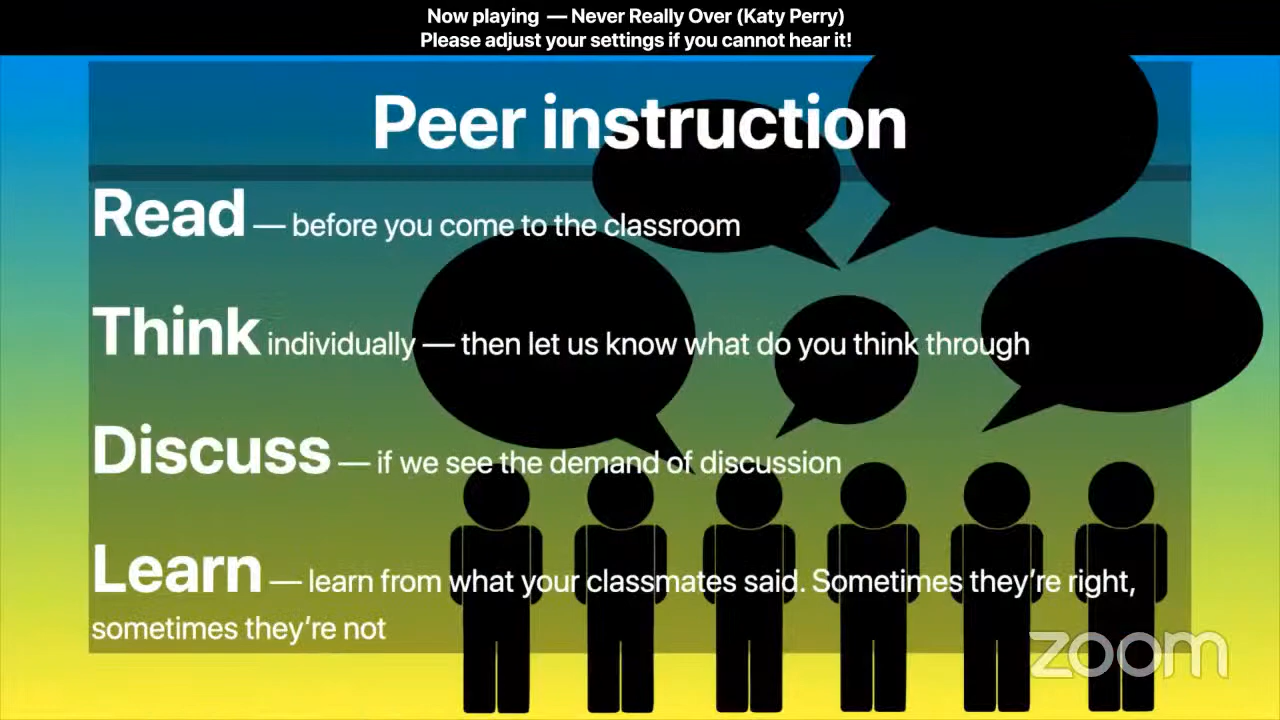 Now playing — Never Really Over (Katy Perry)
Please adjust your settings if you cannot hear it!
Peer instruction
Read — before you come to the classroom
Think individually — then let us know what do you think through
Discuss — if we see the demand of discussion
Learn — learn from what your classmates said. Sometimes they’re right,
sometimes they’re not
zoom